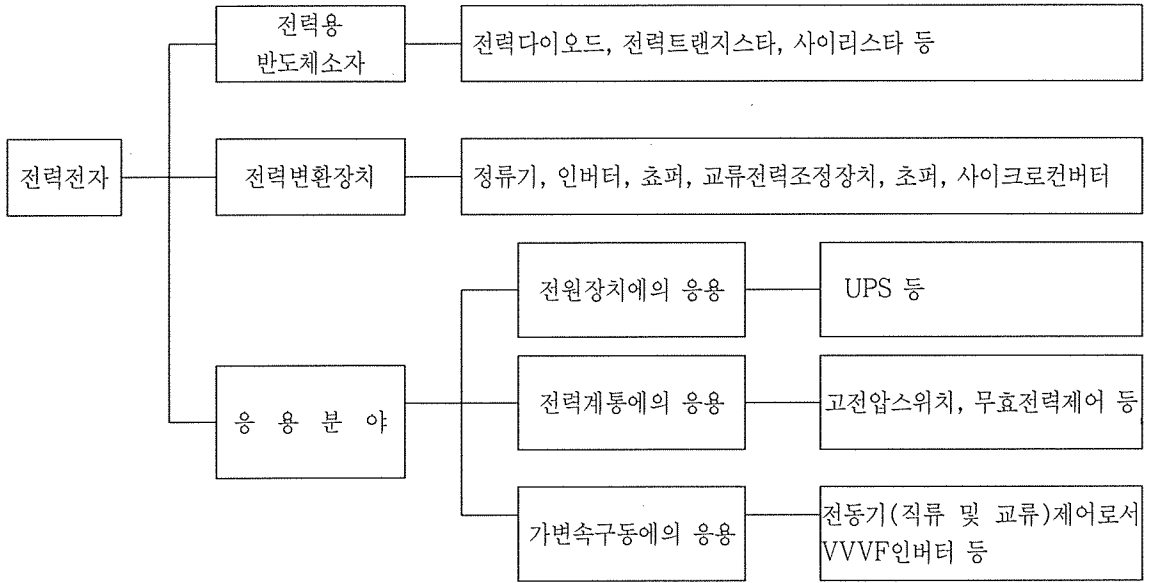 전력용
반도체소자
전력다이오드, 전력트랜지스타, 사이리스타 등
전력전자
전력변환장치
정류기, 인버터, 쵸퍼, 교류전력조정장치, 초퍼, 사이크로컨버터
응 용 분 야
전원장치에의 응용
UPS 등
전력계통에의 응용
고전압스위치, 무효전력제어 등
가변속구동에의 응용
전동기(직류 및 교류)제어로서
VVVF인버터 등